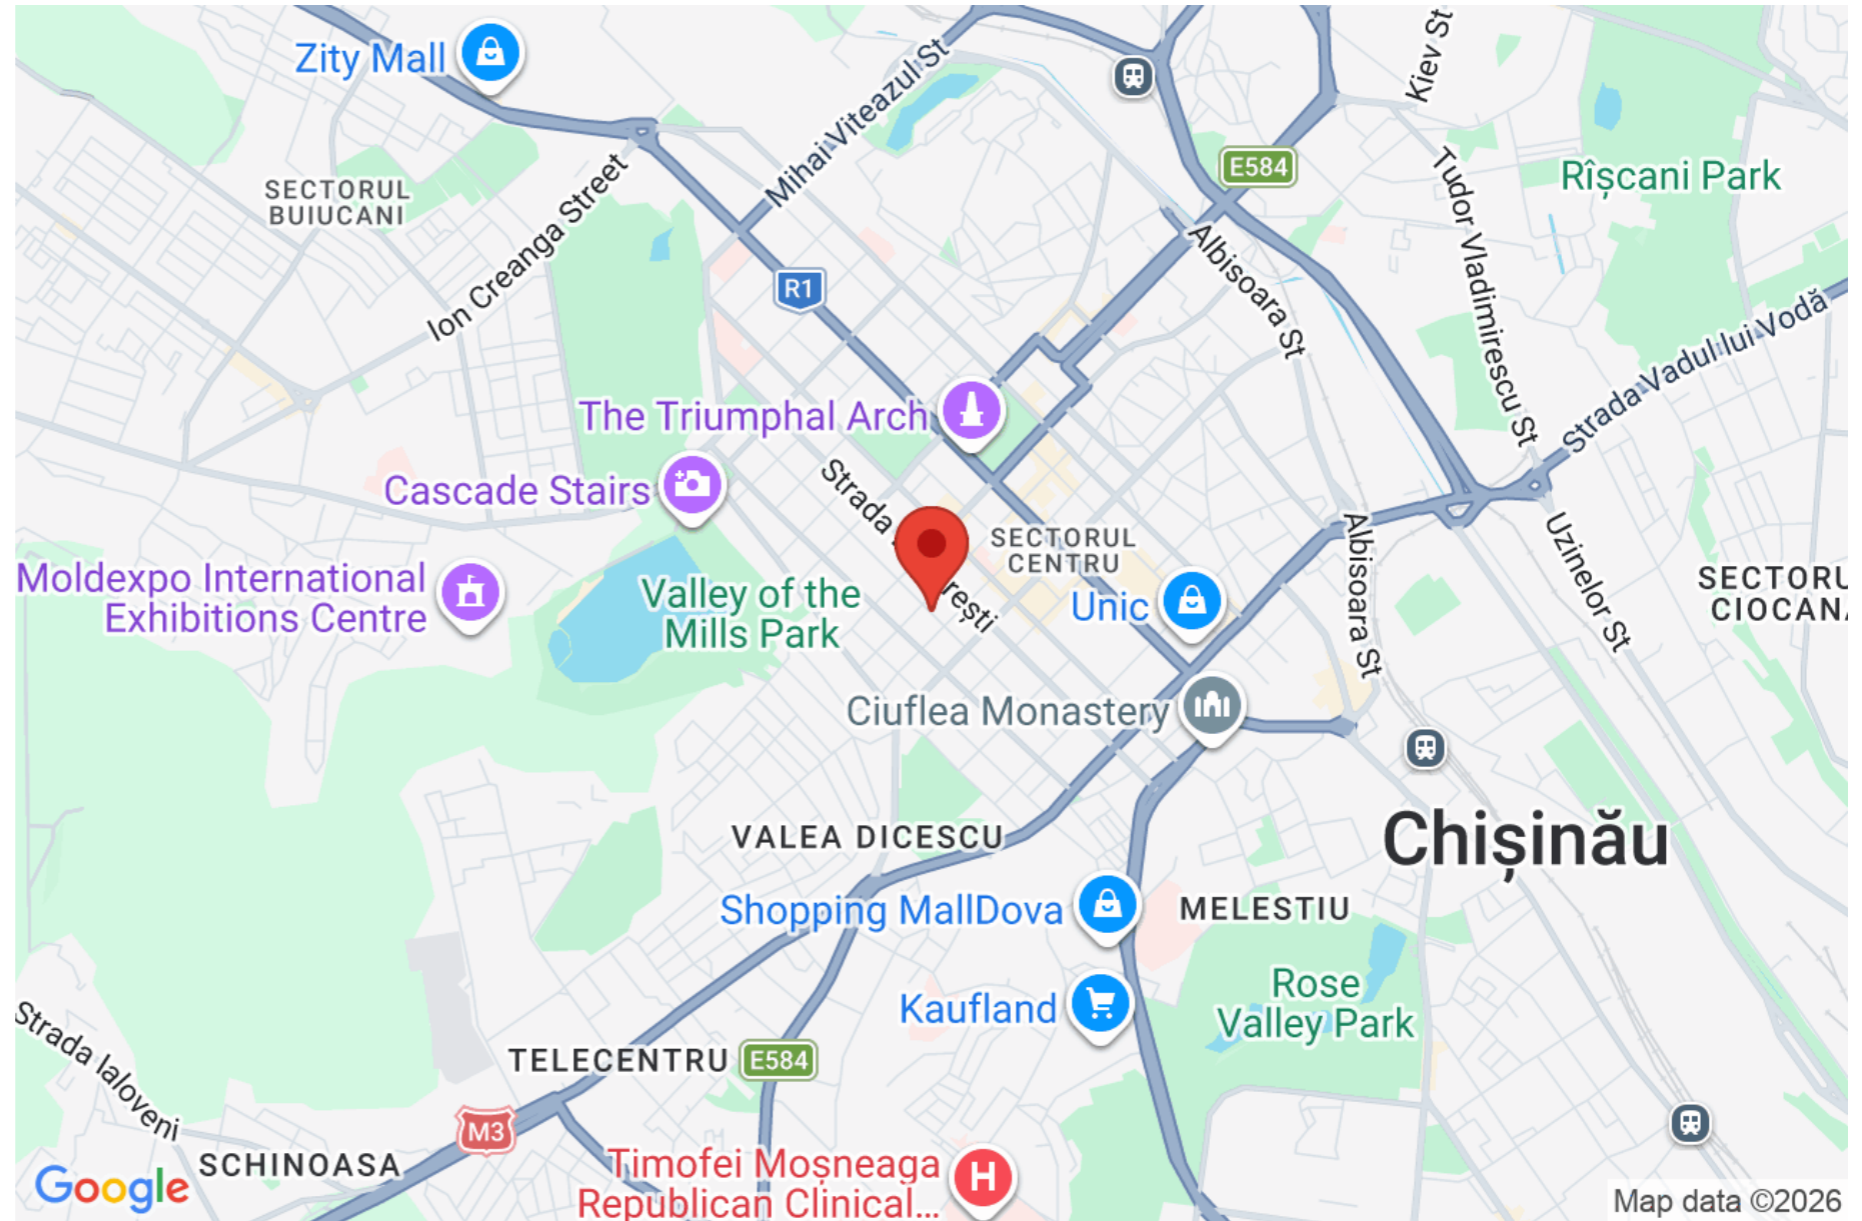 Zity Mall
Mihai Viteazul St
Kiev St
E584
Rîșcani Park
SECTORUL
BUIUCANI
Ion Creanga Street
Tudor Vladimirescu St
Albisoara St
R1
Strada Vadul lui Vodă
The Triumphal Arch
Cascade Stairs
Strada
rești
SECTORUL
CENTRU
Albisoara St
Uzinelor St
Moldexpo International
Exhibitions Centre
Valley of the
Mills Park
Unic
SECTORU
CIOCAN
Ciuflea Monastery
Chișinău
VALEA DICESCU
Shopping MallDova
MELESTIU
Kaufland
Rose
Valley Park
Strada Ialoveni
TELECENTRU
E584
M3
SCHINOASA
Timofei Moșneaga
Republican Clinical...
H
Google
Map data ©2026